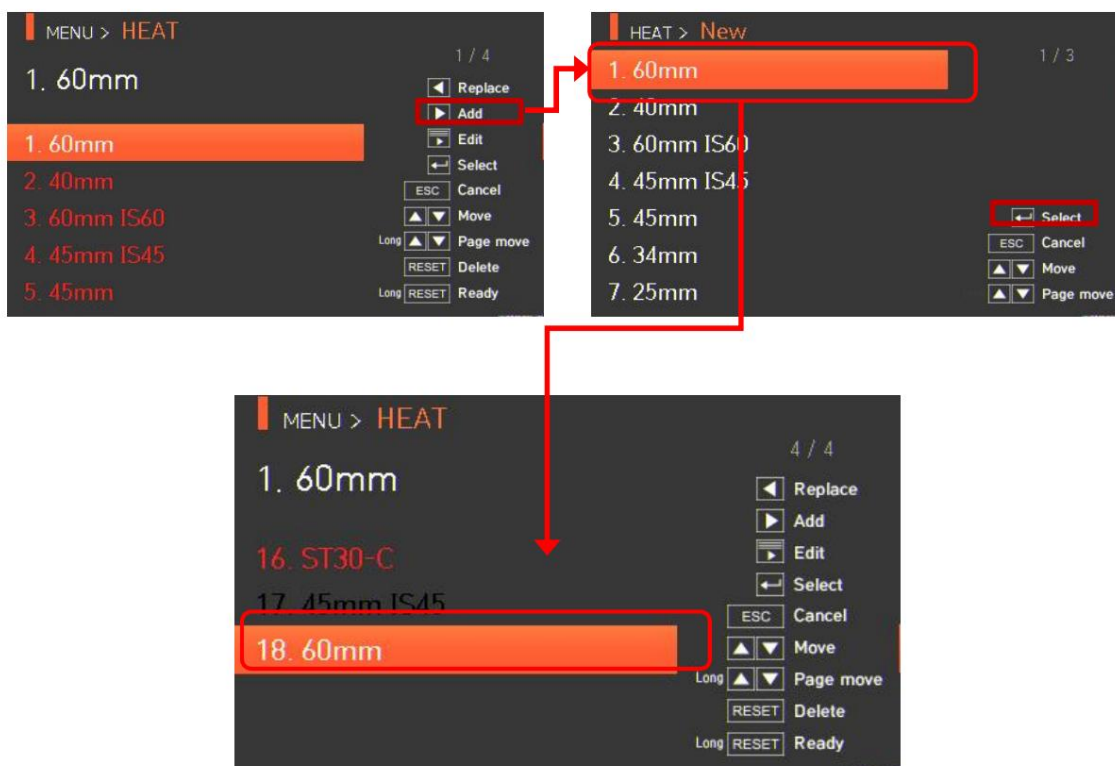 MENU > HEAT
1 / 4
1. 60mm
Replace
Add
1. 60mm
Edit
Select
2. 40mm
ESC Cancel
3. 60mm IS60
Move
4. 45mm IS45
Long Page move
RESET Delete
5. 45mm
Long RESET Ready
HEAT > New
1 / 3
1. 60mm
2. 40mm
3. 60mm IS60
4. 45mm IS45
5. 45mm
Select
ESC Cancel
6. 34mm
Move
7. 25mm
Page move
MENU > HEAT
4 / 4
1. 60mm
Replace
Add
16. ST30-C
Edit
Select
17. 45mm IS45
ESC Cancel
18. 60mm
Move
Long Page move
RESET Delete
Long RESET Ready